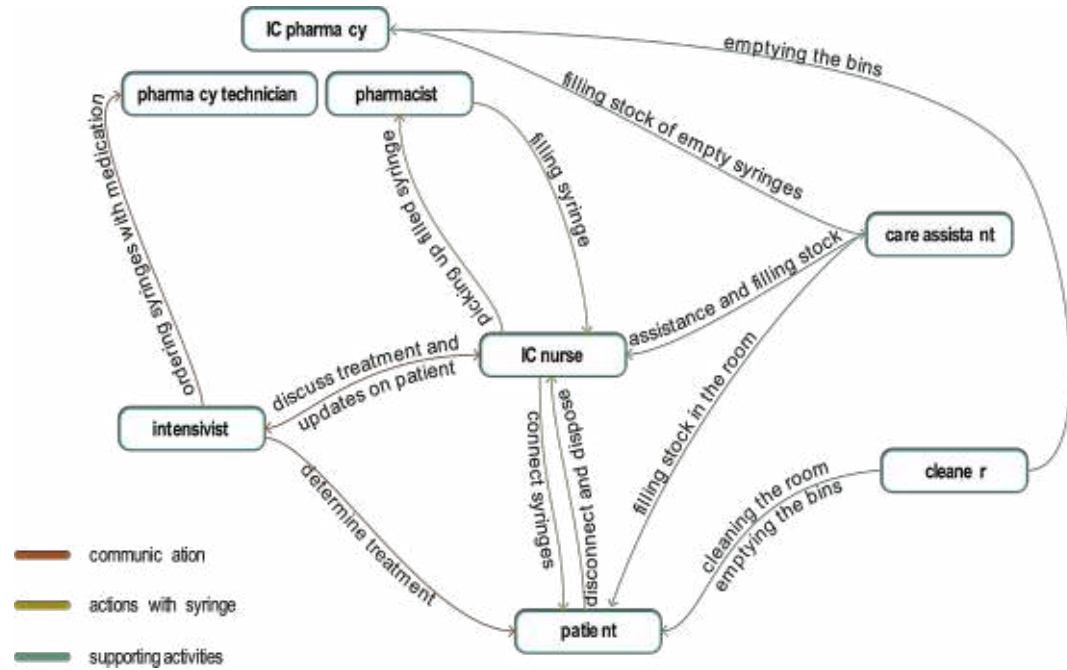 IC pharma cy
emptying the bins
pharma cy technician
pharmacist
filling stock of empty syringes
ordering syringes with medication
picking up filled syringe
filling syringe
care assista nt
assistance and filling stock
IC nurse
discuss treatment and
updates on patient
filling stock in the room
intensivist
connect syringes
disconnect and dispose
cleane r
cleaning the room
emptying the bins
determine treatment
communic ation
actions with syringe
patie nt
supporting activities